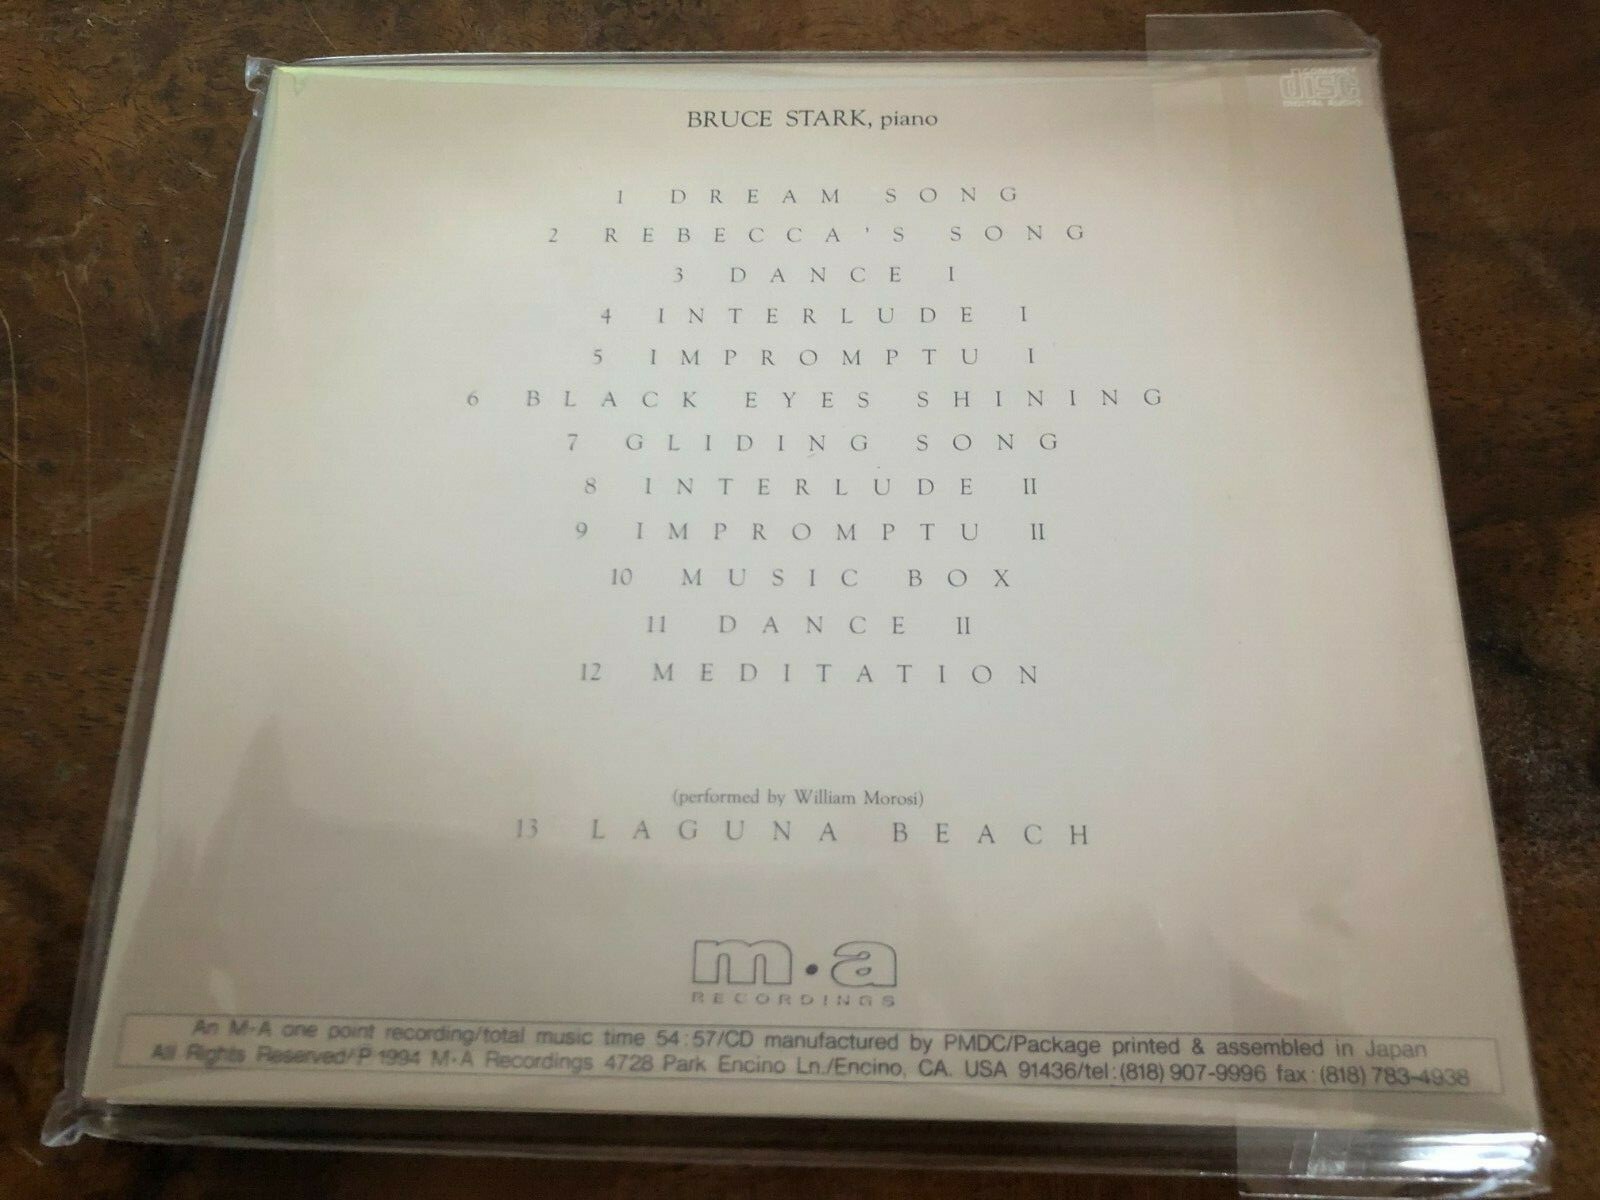 COMPACT
disc
DIGITAL AUDIO
BRUCE STARK, piano
1 DREAM SONG
2 REBECCA'S SONG
3 DANCE I
4 INTERLUDE I
5 IMPROMPTU I
6 BLACK EYES SHINING
7 GLIDING SONG
8 INTERLUDE II
9 IMPROMPTU II
10 MUSIC BOX
11 DANCE II
12 MEDITATION
(performed by William Morosi)
13 LAGUNA BEACH
m·a
RECORDINGS
An M·A one point recording/total music time 54:57/CD manufactured by PMDC/Package printed & assembled in Japan
All Rights Reserved/P 1994 M·A Recordings 4728 Park Encino Ln./Encino, CA. USA 91436/tel:(818) 907-9996 fax:(818) 783-4938